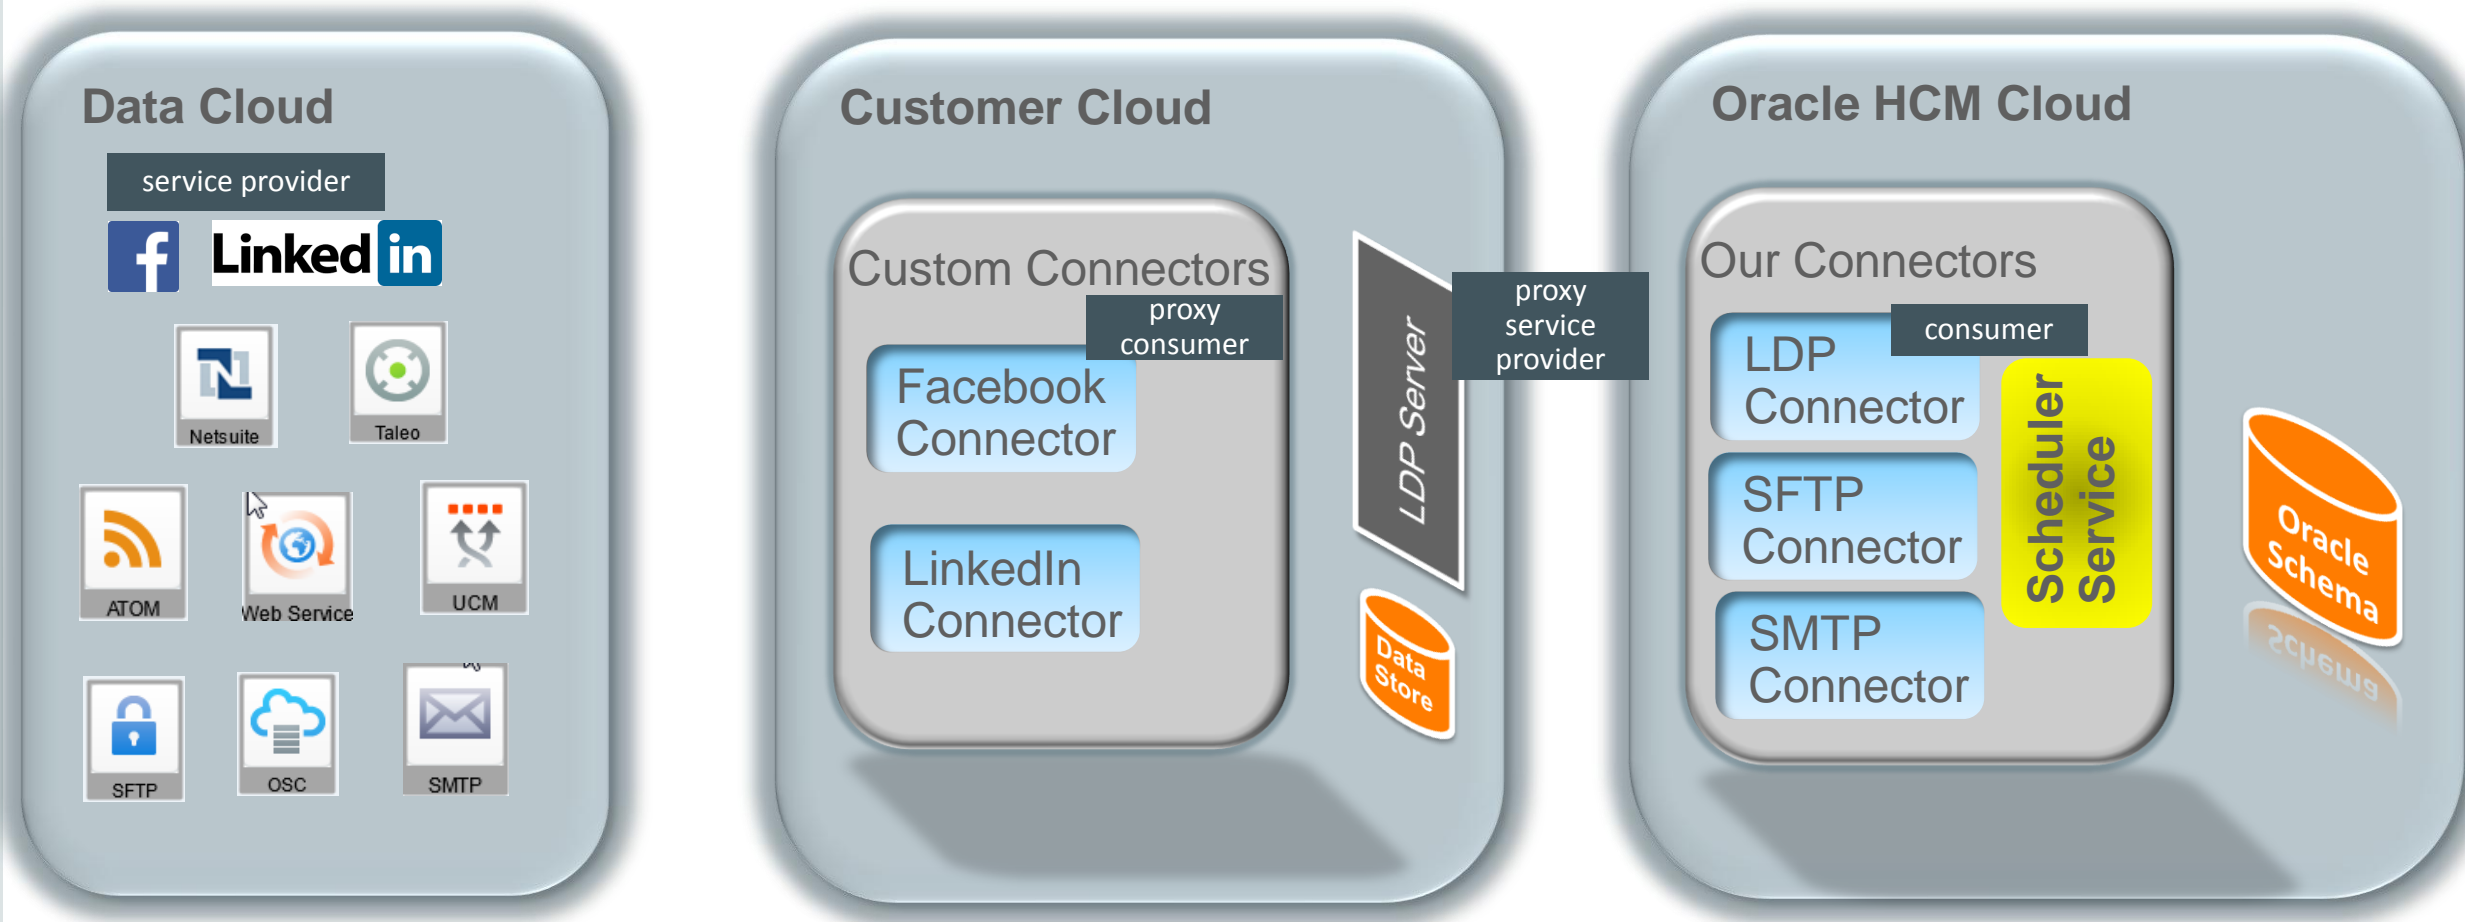 Data Cloud
service provider
f
Linked in
Netsuite
Taleo
ATOM
Web Service
UCM
SFTP
OSC
SMTP
Customer Cloud
Custom Connectors
proxy
consumer
Facebook
Connector
LinkedIn
Connector
LDP Server
proxy
service
provider
Data
Store
Oracle HCM Cloud
Our Connectors
consumer
LDP
Connector
SFTP
Connector
SMTP
Connector
Scheduler
Service
Oracle
Schema